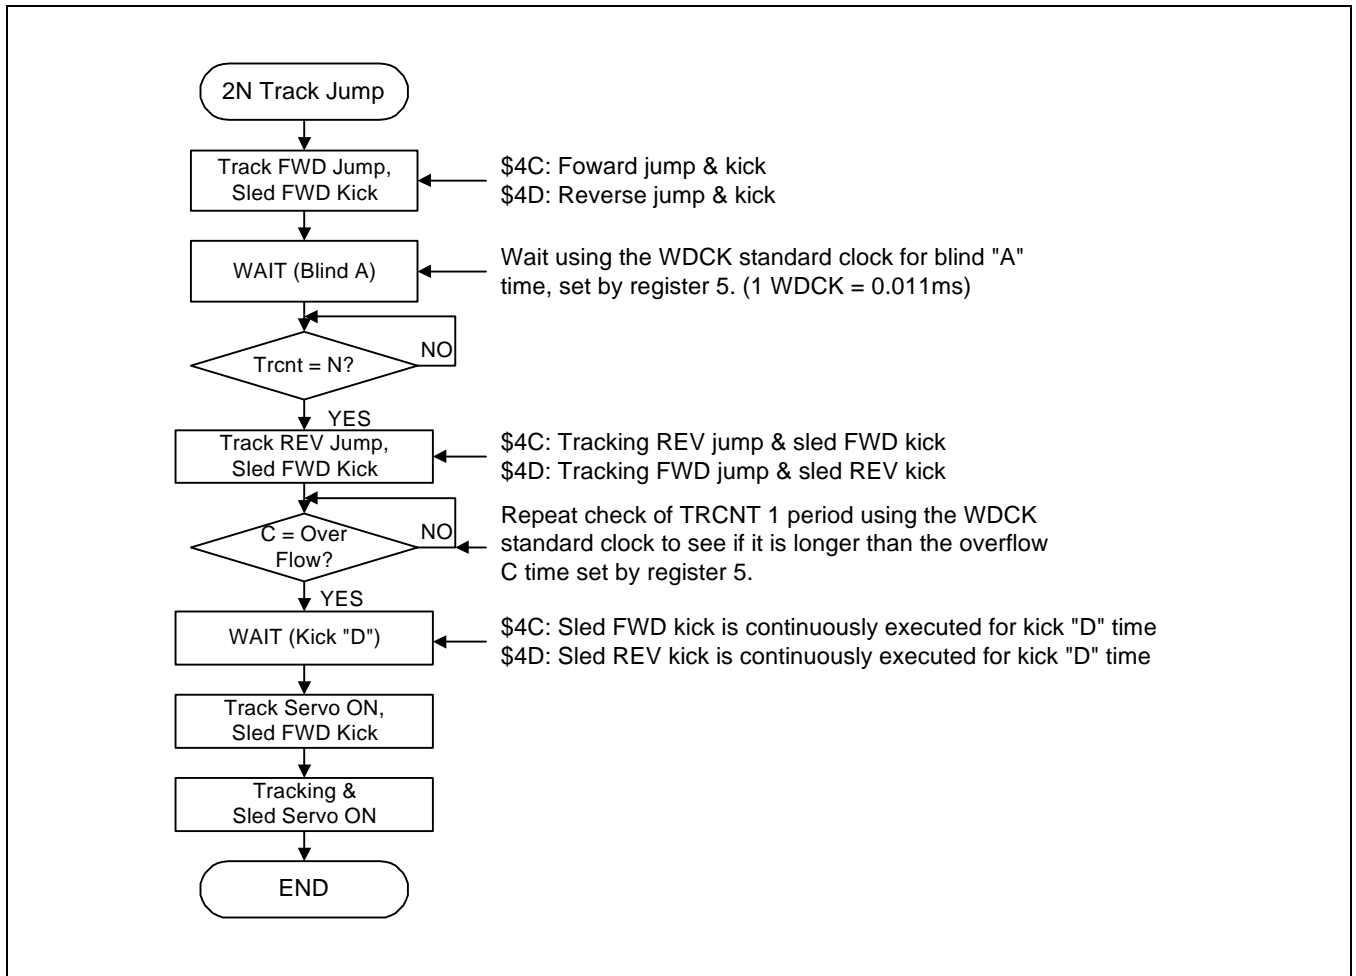 2N Track Jump
Track FWD Jump,
Sled FWD Kick
$4C: Foward jump & kick
$4D: Reverse jump & kick
WAIT (Blind A)
Wait using the WDCK standard clock for blind "A"
time, set by register 5. (1 WDCK = 0.011ms)
Trcnt = N?
NO
YES
Track REV Jump,
Sled FWD Kick
$4C: Tracking REV jump & sled FWD kick
$4D: Tracking FWD jump & sled REV kick
C = Over
Flow?
NO
Repeat check of TRCNT 1 period using the WDCK
standard clock to see if it is longer than the overflow
C time set by register 5.
YES
WAIT (Kick "D")
$4C: Sled FWD kick is continuously executed for kick "D" time
$4D: Sled REV kick is continuously executed for kick "D" time
Track Servo ON,
Sled FWD Kick
Tracking &
Sled Servo ON
END